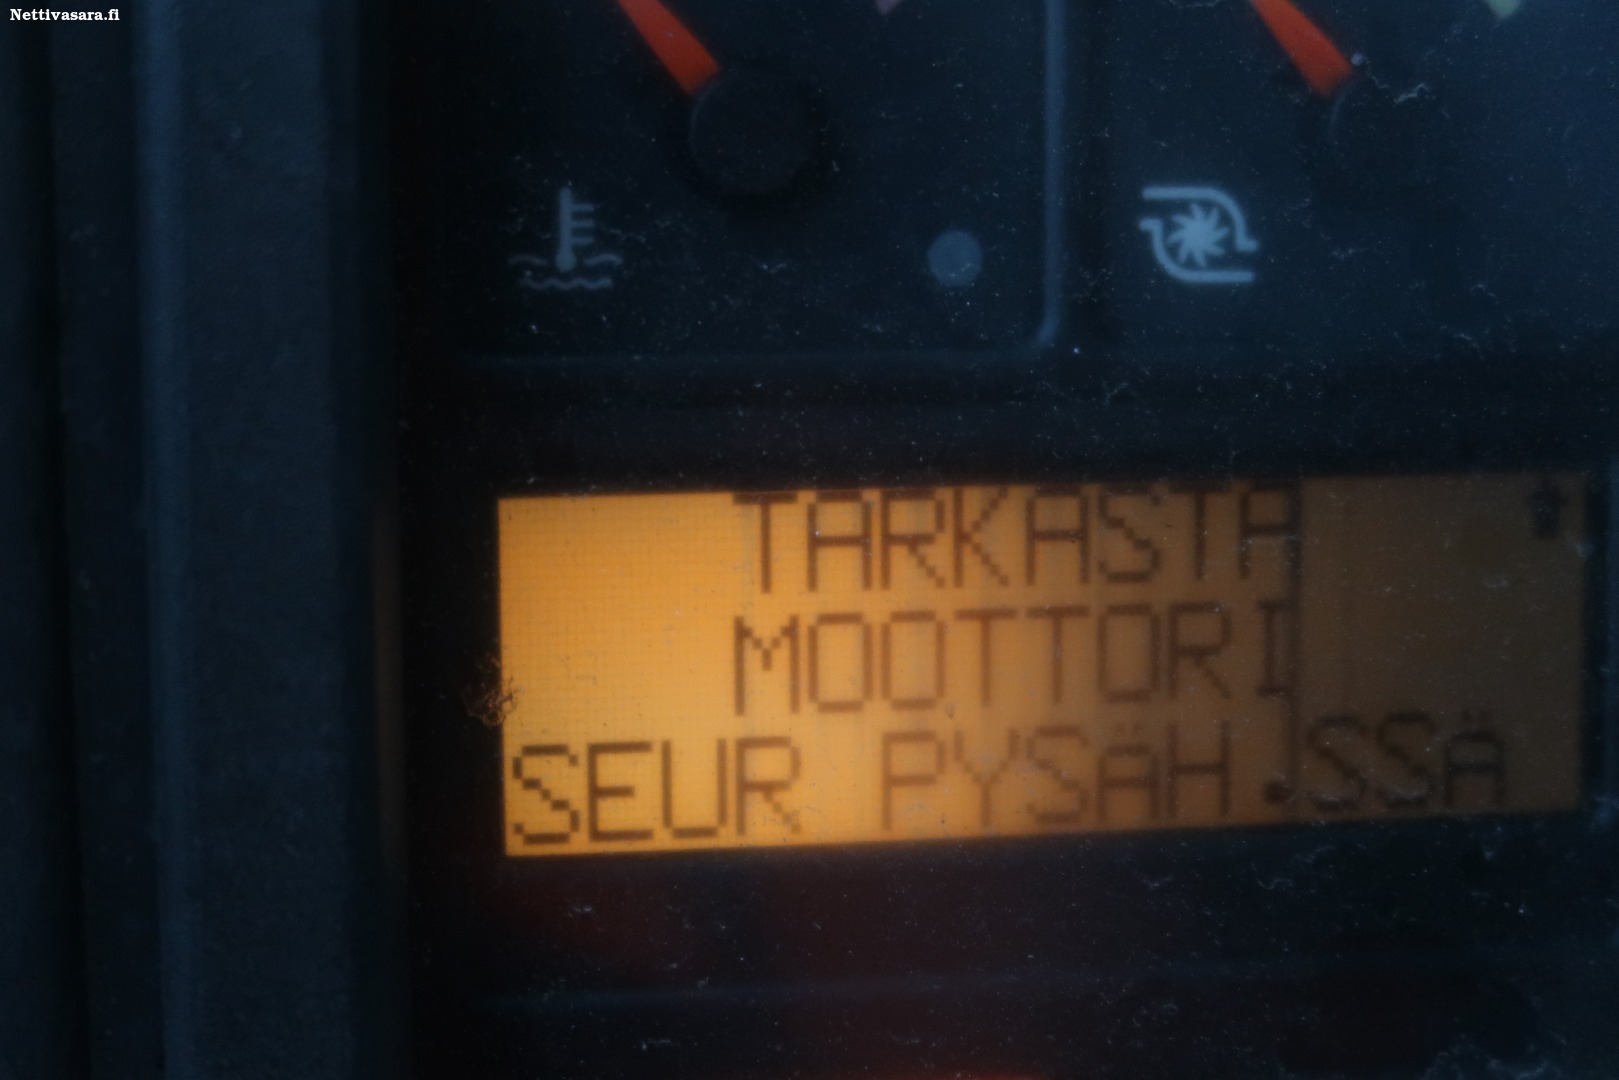 Nettivasara.fi
TARKASTA
MOOTTORI
SEUR PYSÄH.SSÄ